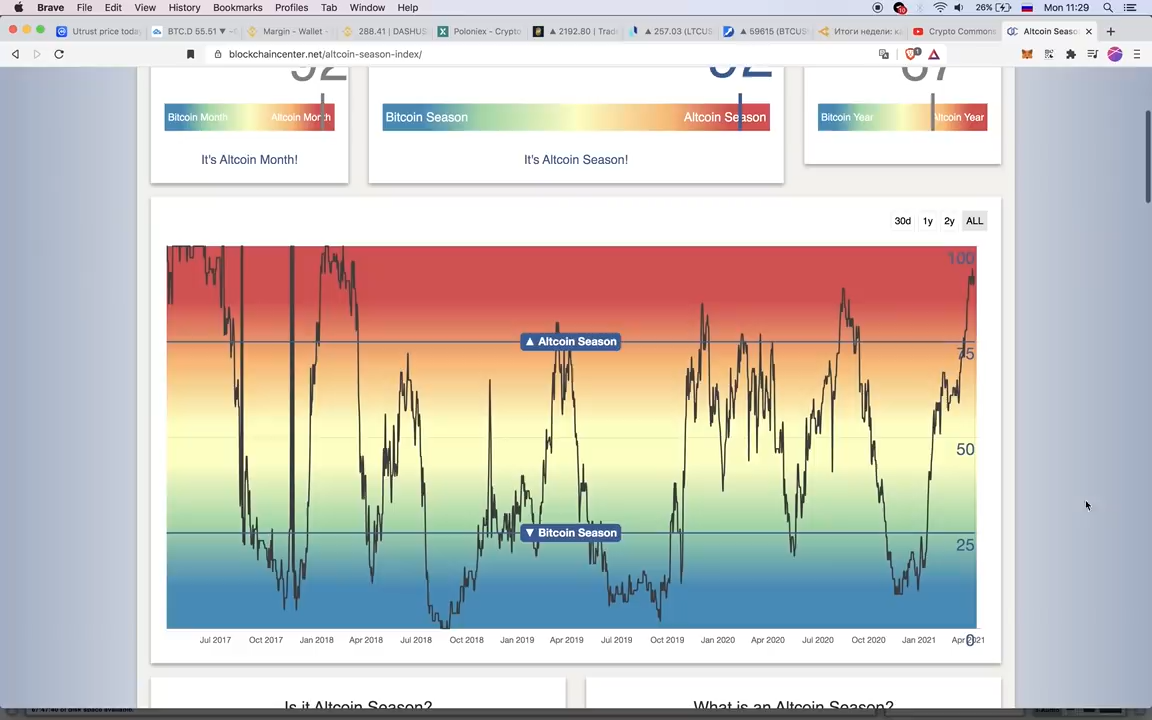 Brave File Edit View History Bookmarks Profiles Tab Window Help 26% Mon 11:29
Utrust price today BTC.D 55.51 ▼ Margin - Wallet 288.41 | DASHUS Poloniex - Crypto ▲ 2192.80 | Trad ▲ 257.03 (LTCUS ▲ 59615 (BTCUS Итоги недели: Crypto Commons Altcoin Seaso
blockchaincenter.net/altcoin-season-index/
92 92 67
Bitcoin Month Altcoin Month Bitcoin Season Altcoin Season Bitcoin Year Altcoin Year
It's Altcoin Month! It's Altcoin Season!
30d 1y 2y ALL
100
▲ Altcoin Season
75
50
▼ Bitcoin Season
25
Jul 2017 Oct 2017 Jan 2018 Apr 2018 Jul 2018 Oct 2018 Jan 2019 Apr 2019 Jul 2019 Oct 2019 Jan 2020 Apr 2020 Jul 2020 Oct 2020 Jan 2021 Apr 2021
0
Is it Altcoin Season? What is an Altcoin Season?